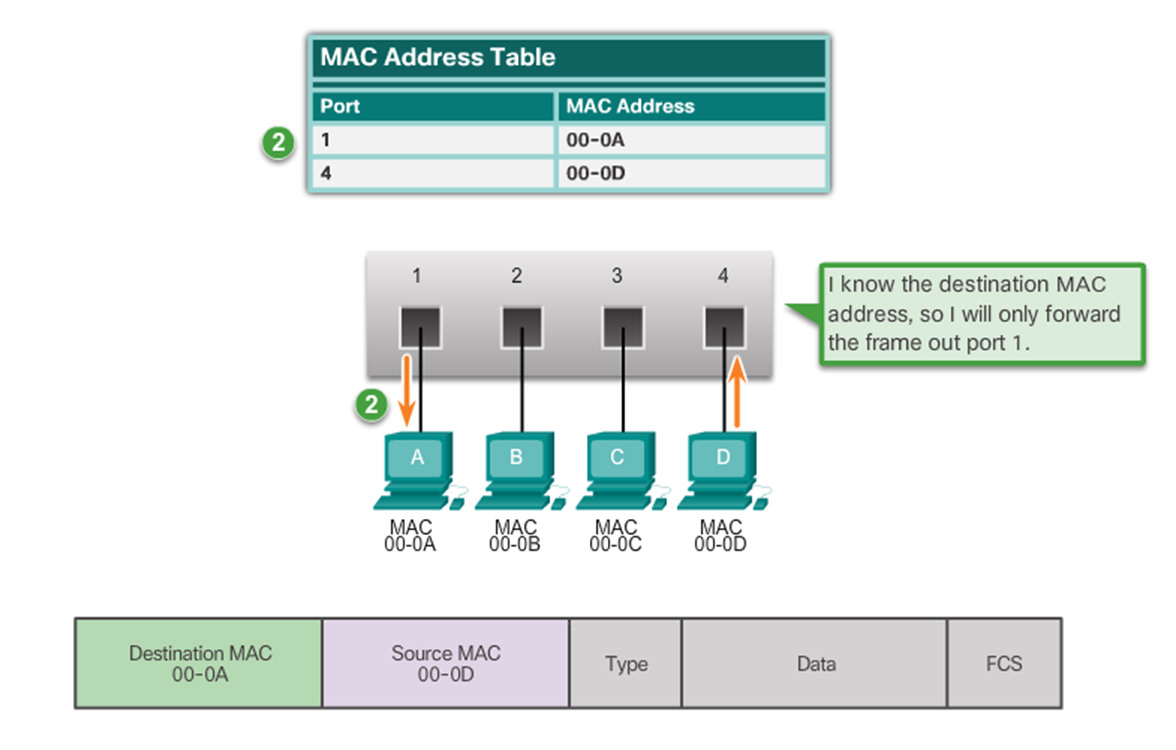 MAC Address Table
Port MAC Address
2
1 00-0A
4 00-0D
1 2 3 4
I know the destination MAC
address, so I will only forward
the frame out port 1.
2
A B C D
MAC MAC MAC MAC
00-0A 00-0B 00-0C 00-0D
Destination MAC
00-0A
Source MAC
00-0D
Type
Data
FCS